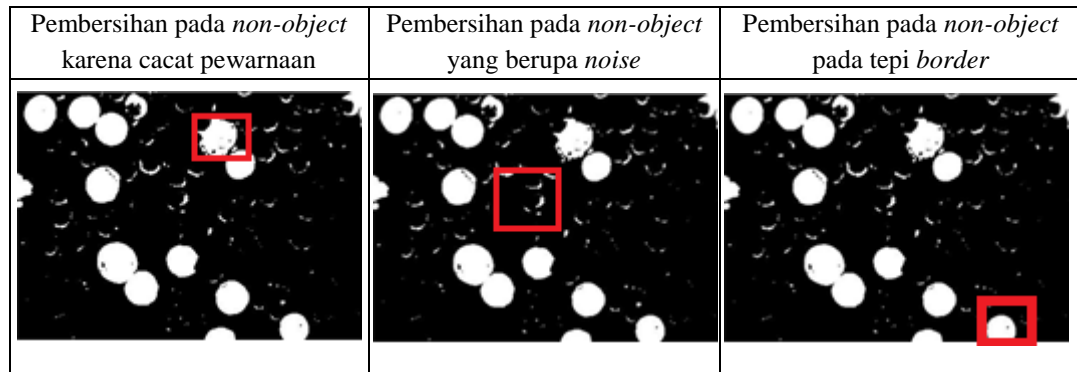 Pembersihan pada non-object
karena cacat pewarnaan
Pembersihan pada non-object
yang berupa noise
Pembersihan pada non-object
pada tepi border